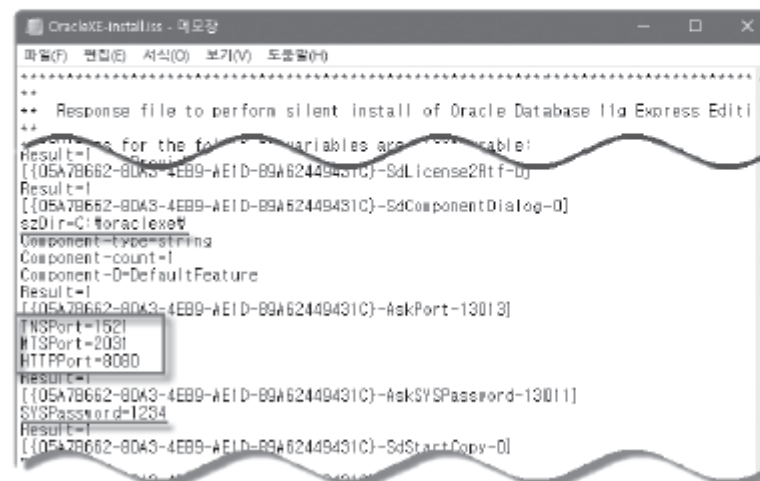 OracleXE-install.iss - 메모장
파일(F) 편집(E) 서식(O) 보기(V) 도움말(H)
++
++ Response file to perform silent install of Oracle Database 11g Express Editi
++
for the variables are
Result=1
[{05A7B662-80A3-4EB9-AE1D-89A62449431C}-SdLicense2Rtf-0]
Result=1
[{05A7B662-80A3-4EB9-AE1D-89A62449431C}-SdComponentDialog-0]
szDir=C:₩oraclexe₩
Component-type=string
Component-count=1
Component-0=DefaultFeature
Result=1
[{05A7B662-80A3-4EB9-AE1D-89A62449431C}-AskPort-13013]
TNSPort=1521
MTSPort=2031
HTTPPort=8080
Result=1
[{05A7B662-80A3-4EB9-AE1D-89A62449431C}-AskSYSPassword-13011]
SYSPassword=1234
Result=1
[{05A7B662-80A3-4EB9-AE1D-89A62449431C}-SdStartCopy-0]